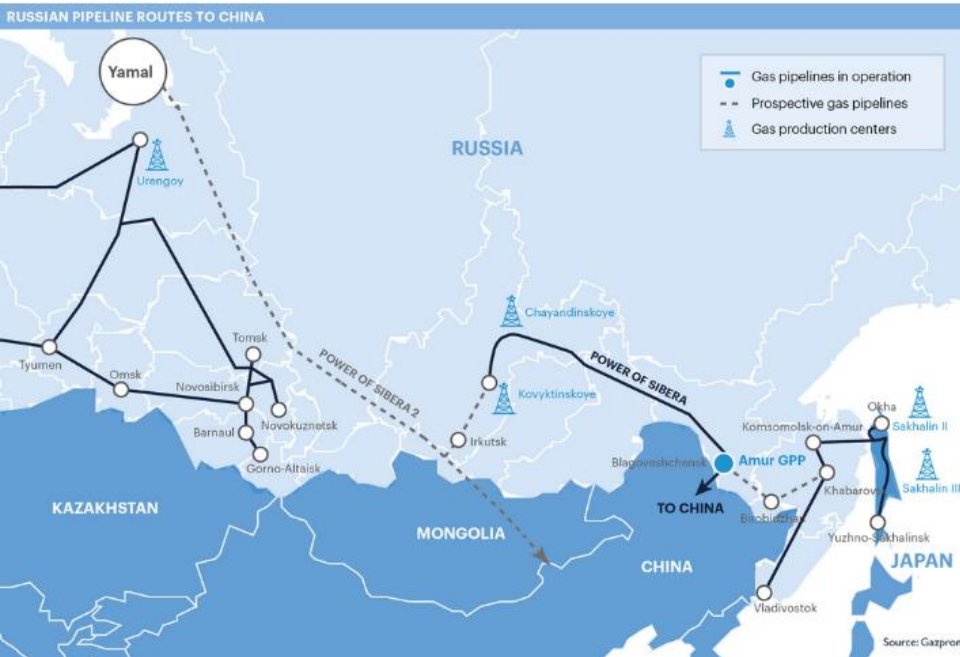 RUSSIAN PIPELINE ROUTES TO CHINA
Yamal
Gas pipelines in operation
Prospective gas pipelines
Gas production centers
RUSSIA
Urengoy
Chayandinskoye
Tomsk
Tyumen
POWER OF SIBERA 2
POWER OF SIBERA
Omsk
Novosibirsk
Kovyktinskoye
Okha
Novokuznetsk
Komsomolsk-on-Amur
Sakhalin II
Barnaul
Irkutsk
Gorno-Altaisk
Blagoveshchensk
Amur GPP
Khabarovs
Sakhalin III
KAZAKHSTAN
TO CHINA
Birobidzhan
MONGOLIA
Yuzhno-Sakhalinsk
CHINA
JAPAN
Vladivostok
Source: Gazprom